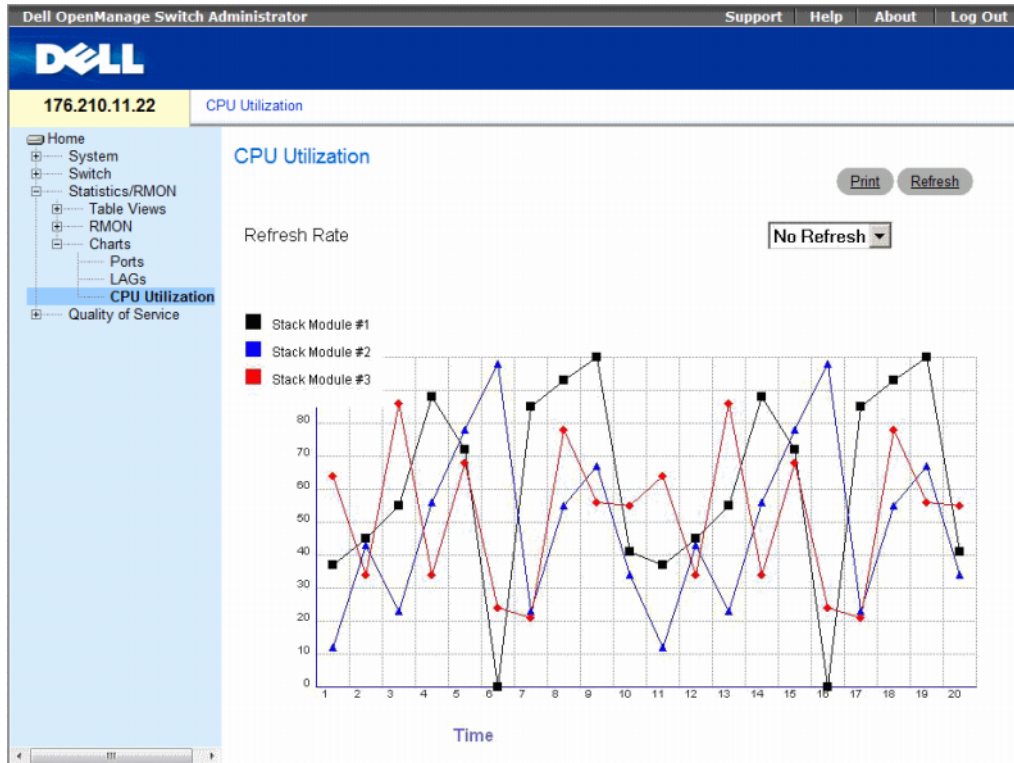 Dell OpenManage Switch Administrator
Support Help About Log Out
DELL
176.210.11.22
CPU Utilization
Home
System
Switch
Statistics/RMON
Table Views
RMON
Charts
Ports
LAGs
CPU Utilization
Quality of Service
CPU Utilization
Print Refresh
Refresh Rate
No Refresh
Stack Module #1
Stack Module #2
Stack Module #3
80
70
60
50
40
30
20
10
0
1 2 3 4 5 6 7 8 9 10 11 12 13 14 15 16 17 18 19 20
Time